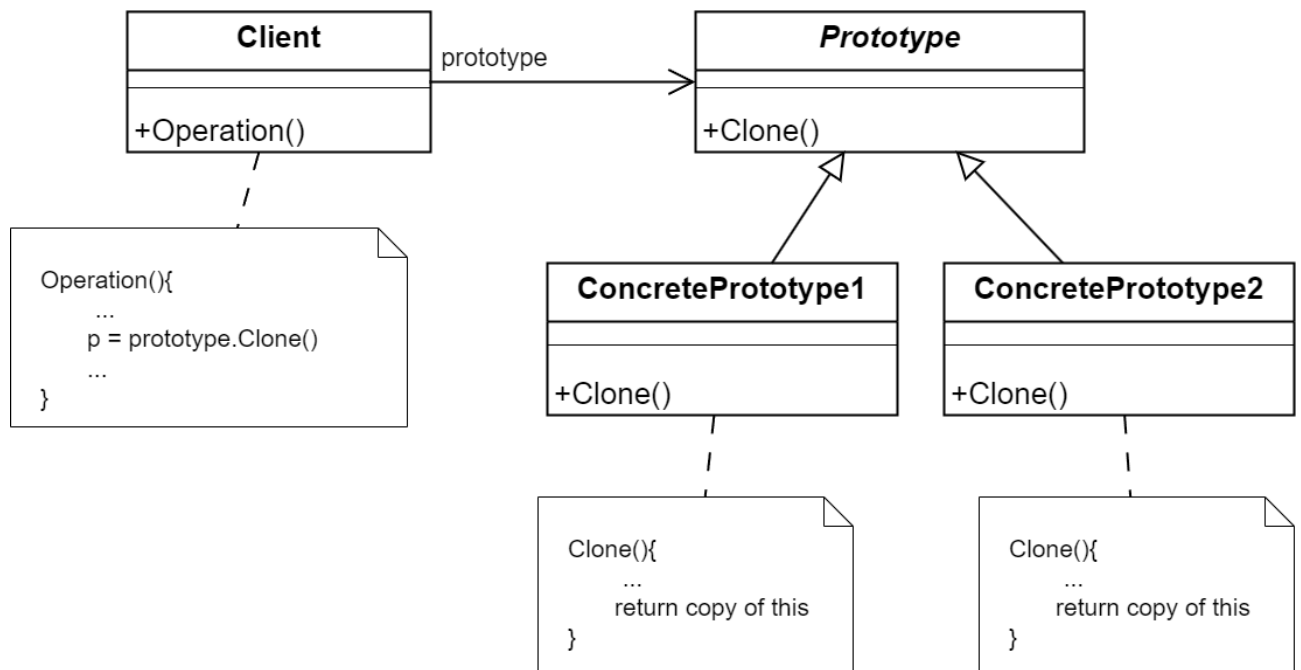 Client
+Operation()
prototype
Prototype
+Clone()
Operation(){
...
p = prototype.Clone()
...
}
ConcretePrototype1
+Clone()
ConcretePrototype2
+Clone()
Clone(){
...
return copy of this
}
Clone(){
...
return copy of this
}